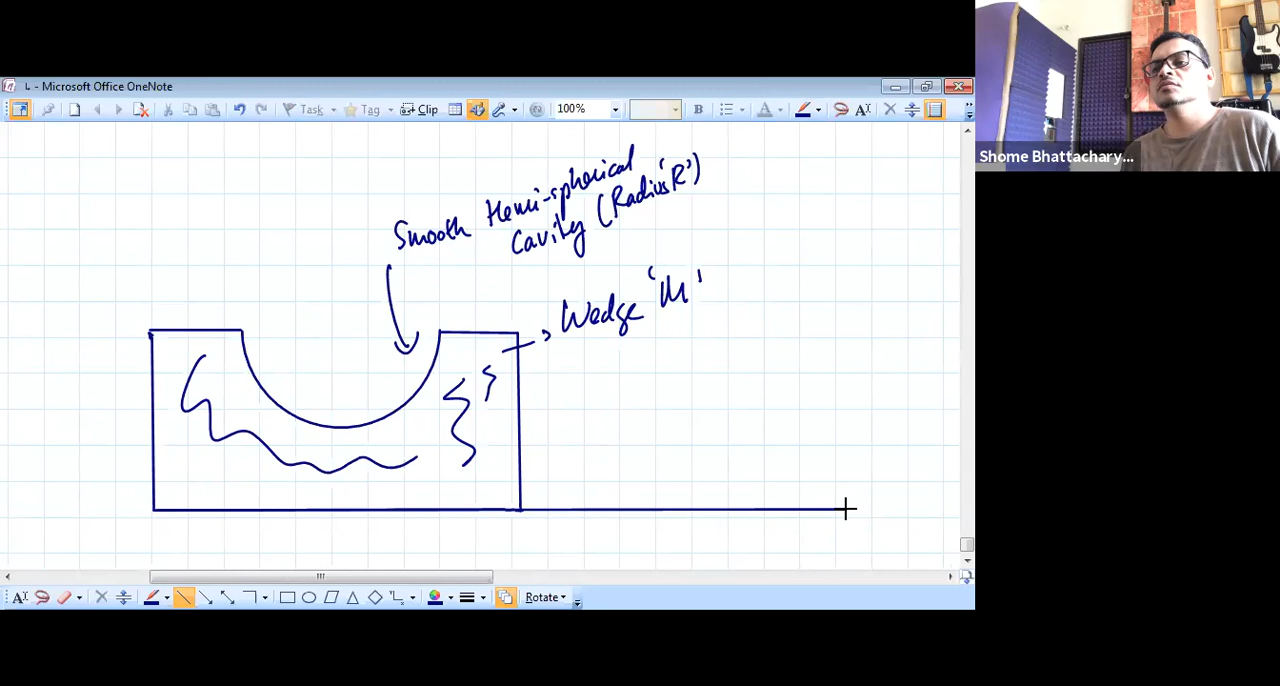 L - Microsoft Office OneNote
Task
Tag
Clip
100%
B
A
Smooth Hemi-spherical
Cavity (Radius 'R')
Wedge 'M'
Shome Bhattachary...
Rotate